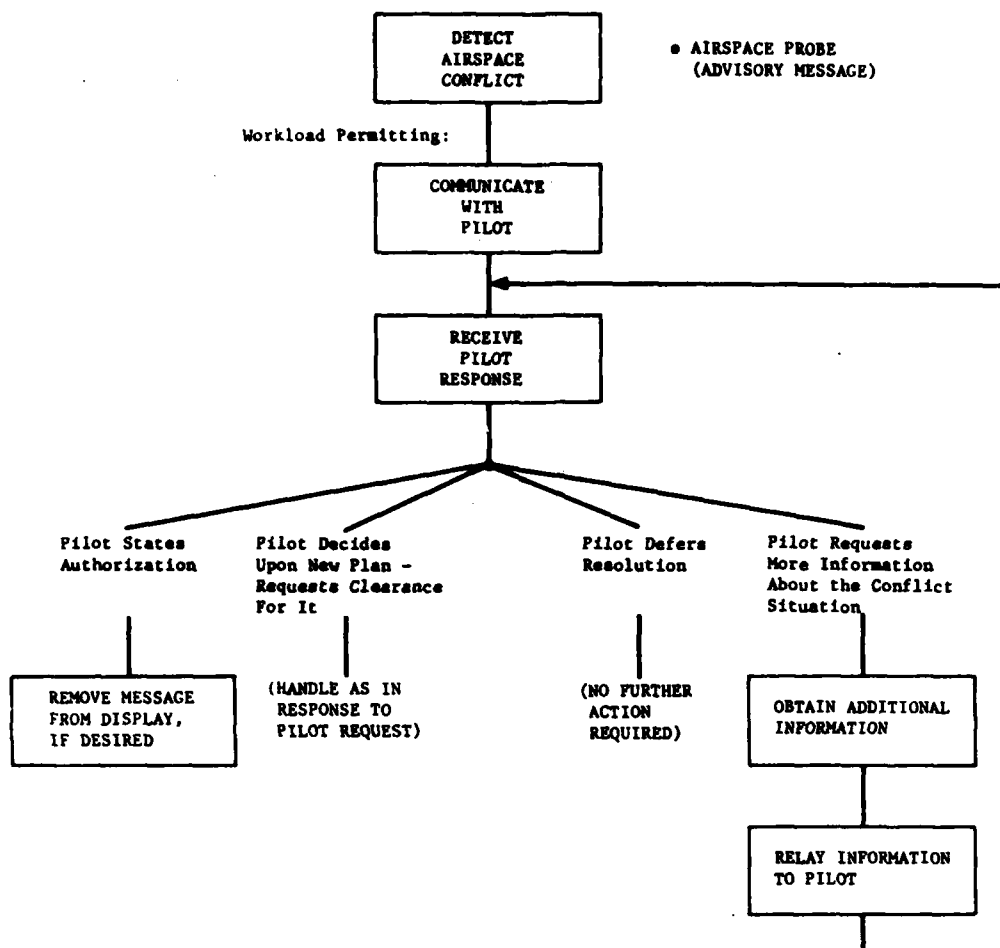 DETECT
AIRSPACE
CONFLICT
• AIRSPACE PROBE
(ADVISORY MESSAGE)
Workload Permitting:
COMMUNICATE
WITH
PILOT
RECEIVE
PILOT
RESPONSE
Pilot States
Authorization
Pilot Decides
Upon New Plan -
Requests Clearance
For It
Pilot Defers
Resolution
Pilot Requests
More Information
About the Conflict
Situation
REMOVE MESSAGE
FROM DISPLAY,
IF DESIRED
(HANDLE AS IN
RESPONSE TO
PILOT REQUEST)
(NO FURTHER
ACTION
REQUIRED)
OBTAIN ADDITIONAL
INFORMATION
RELAY INFORMATION
TO PILOT